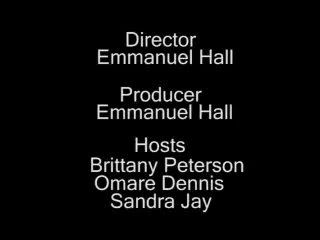 Director
Emmanuel Hall
Producer
Emmanuel Hall
Hosts
Brittany Peterson
Omare Dennis
Sandra Jay